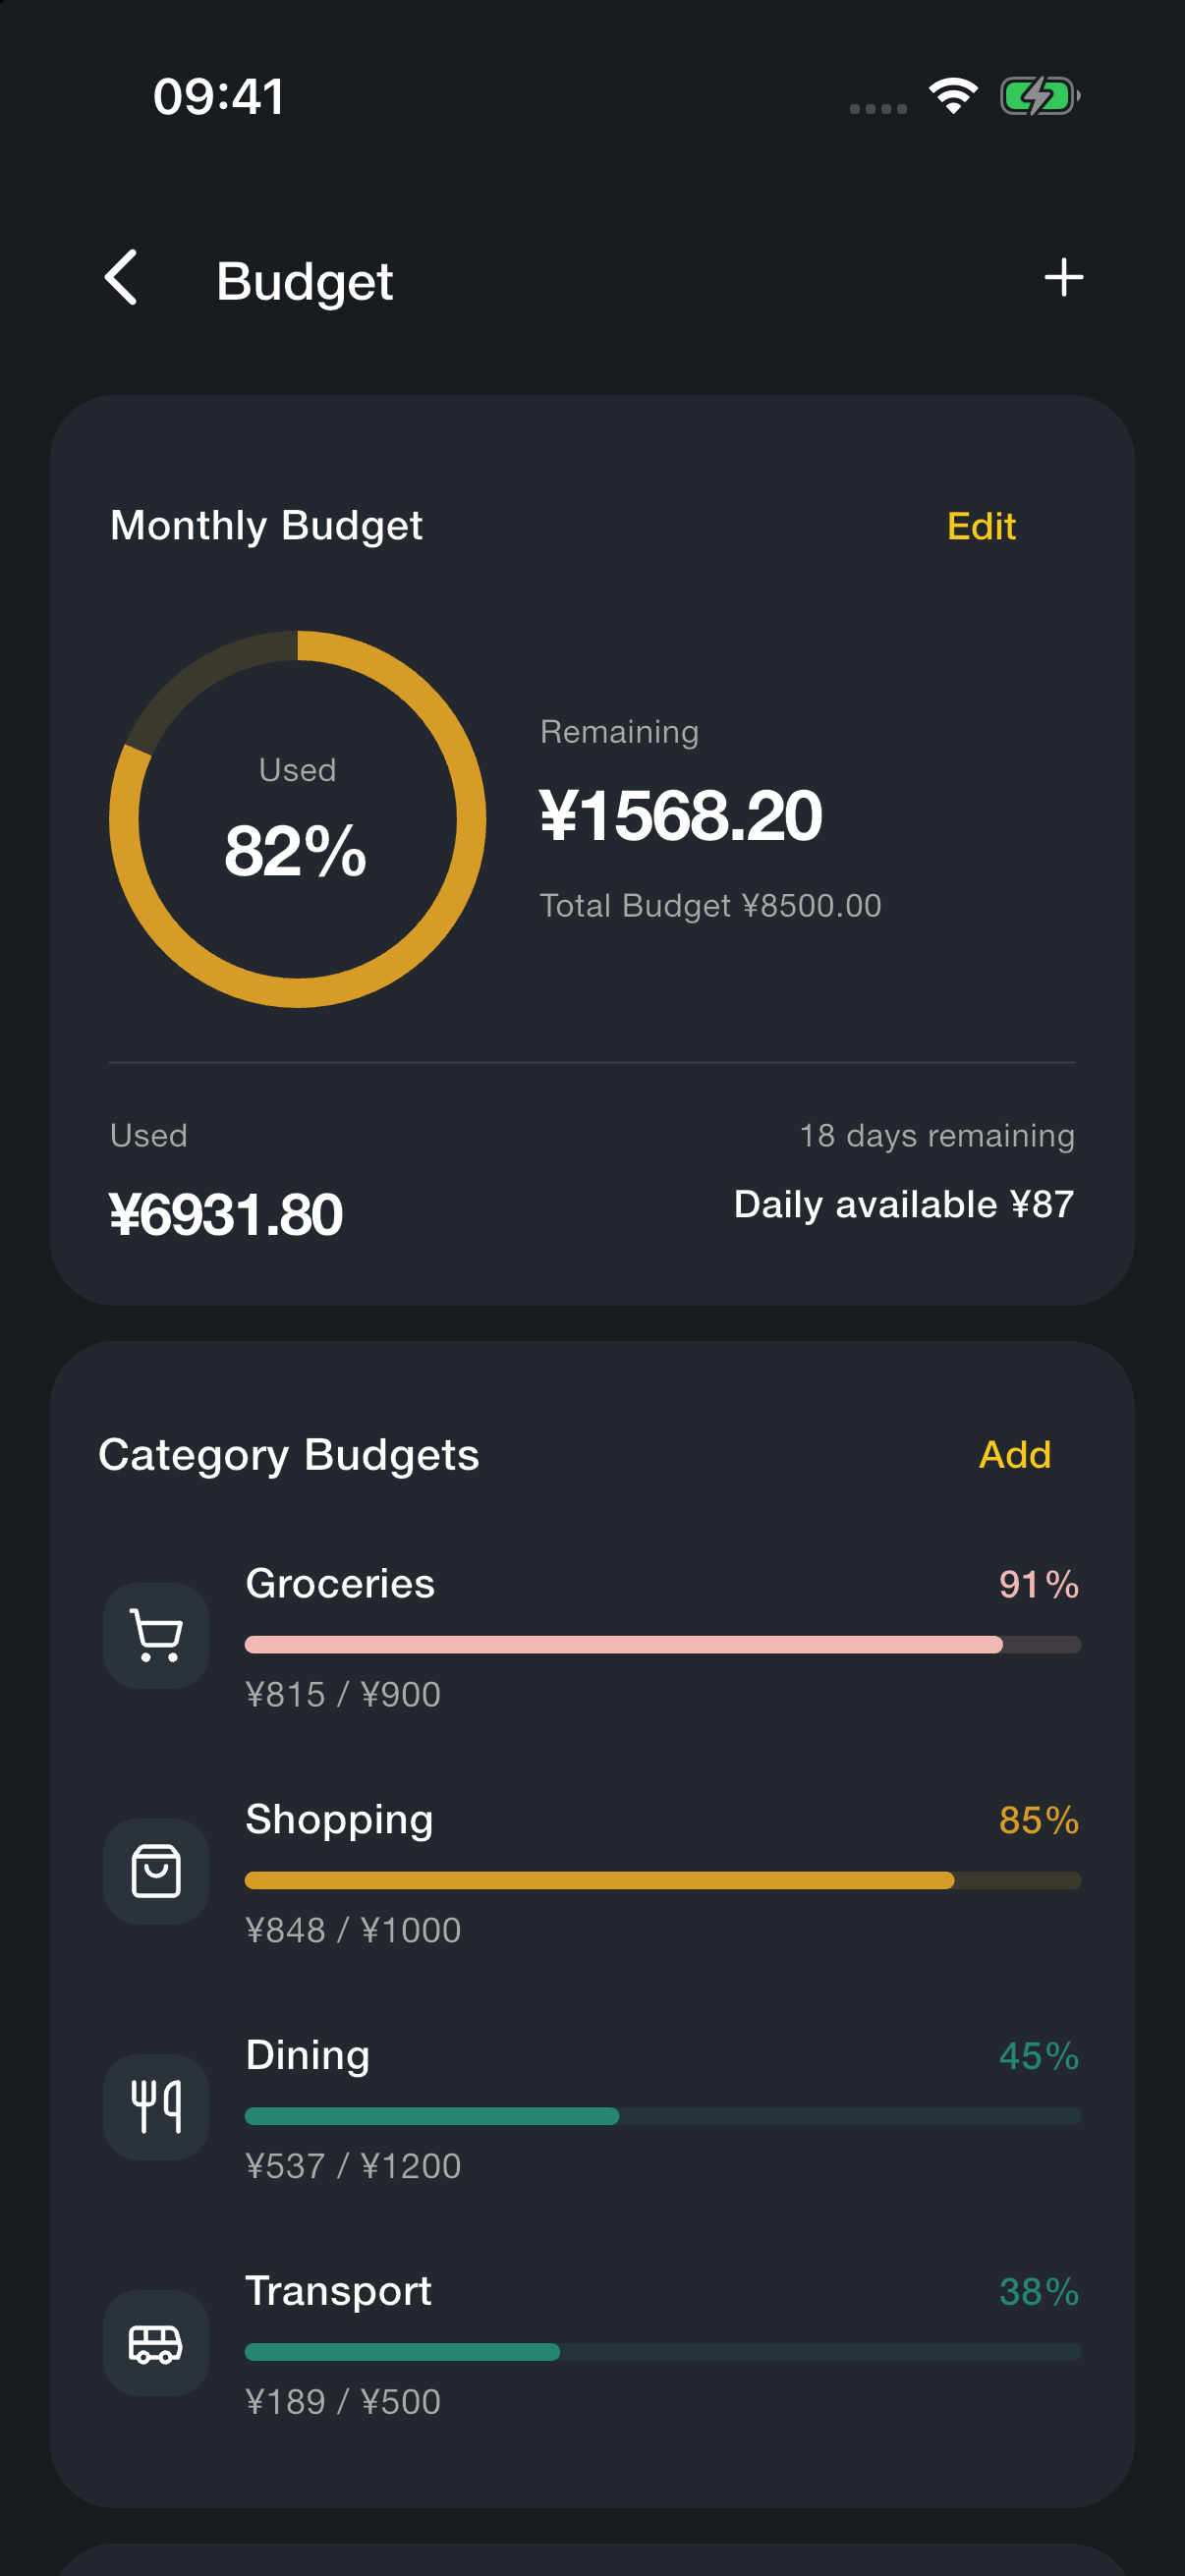 09:41
Budget
Monthly Budget
Edit
Used
82%
Remaining
¥1568.20
Total Budget ¥8500.00
Used
¥6931.80
18 days remaining
Daily available ¥87
Category Budgets
Add
Groceries
91%
¥815 / ¥900
Shopping
85%
¥848 / ¥1000
Dining
45%
¥537 / ¥1200
Transport
38%
¥189 / ¥500